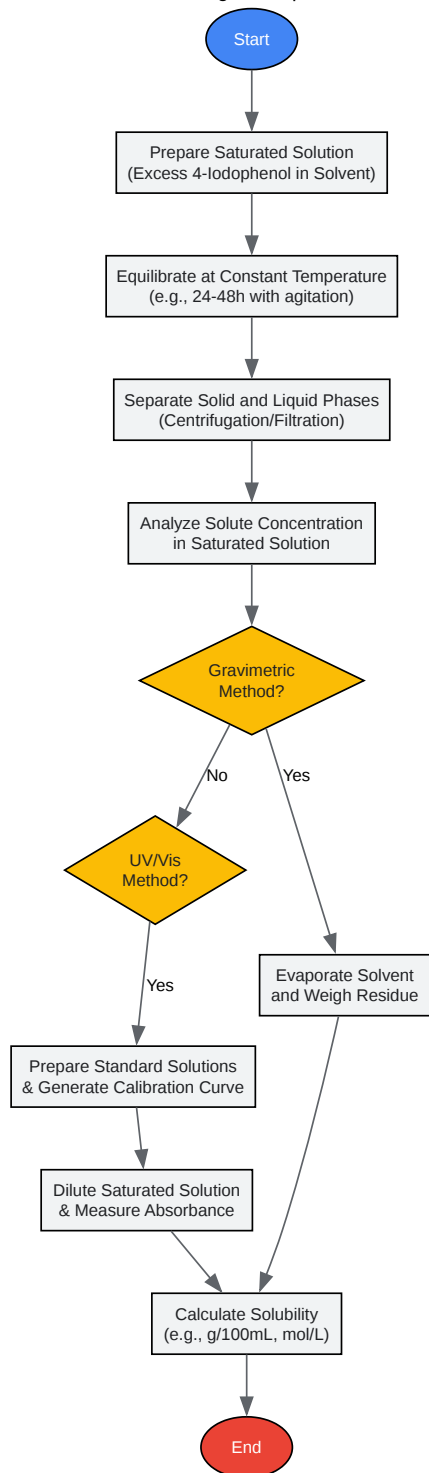 Start
Prepare Saturated Solution
(Excess 4-Iodophenol in Solvent)
Equilibrate at Constant Temperature
(e.g., 24-48h with agitation)
Separate Solid and Liquid Phases
(Centrifugation/Filtration)
Analyze Solute Concentration
in Saturated Solution
Gravimetric
Method?
No
Yes
UV/Vis
Method?
Yes
Evaporate Solvent
and Weigh Residue
Prepare Standard Solutions
& Generate Calibration Curve
Dilute Saturated Solution
& Measure Absorbance
Calculate Solubility
(e.g., g/100mL, mol/L)
End